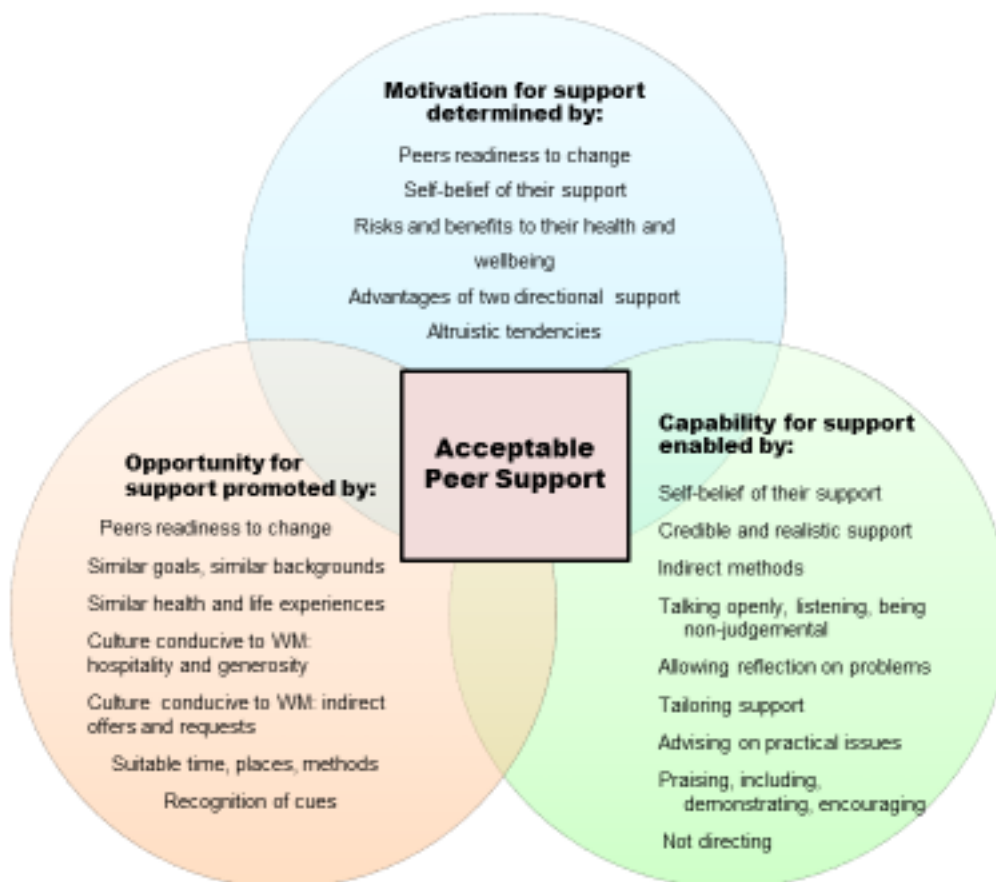 Motivation for support
determined by:
Peers readiness to change
Self-belief of their support
Risks and benefits to their health and
wellbeing
Advantages of two directional support
Altruistic tendencies
Acceptable
Peer Support
Opportunity for
support promoted by:
Peers readiness to change
Similar goals, similar backgrounds
Similar health and life experiences
Culture conducive to WM:
hospitality and generosity
Culture conducive to WM: indirect
offers and requests
Suitable time, places, methods
Recognition of cues
Capability for support
enabled by:
Self-belief of their support
Credible and realistic support
Indirect methods
Talking openly, listening, being
non-judgemental
Allowing reflection on problems
Tailoring support
Advising on practical issues
Praising, including,
demonstrating, encouraging
Not directing